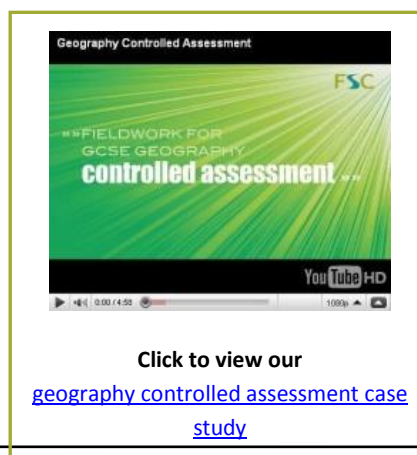 Geography Controlled Assessment
FSC
»»FIELDWORK FOR
GCSE GEOGRAPHY
controlled assessment »»
YouTube HD
0:00 / 4:53
1080p
Click to view our
geography controlled assessment case
study